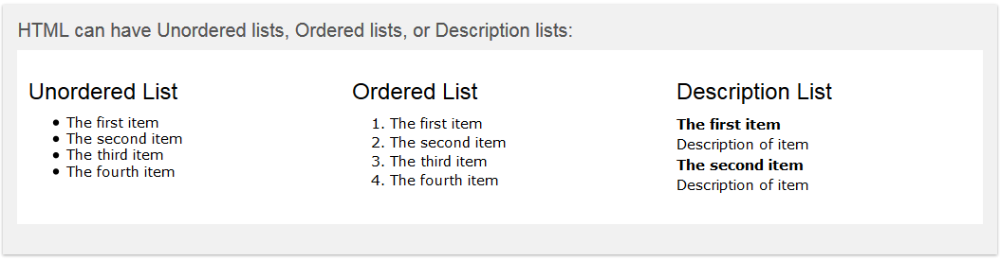 HTML can have Unordered lists, Ordered lists, or Description lists:
Unordered List
• The first item
• The second item
• The third item
• The fourth item
Ordered List
1. The first item
2. The second item
3. The third item
4. The fourth item
Description List
The first item
Description of item
The second item
Description of item